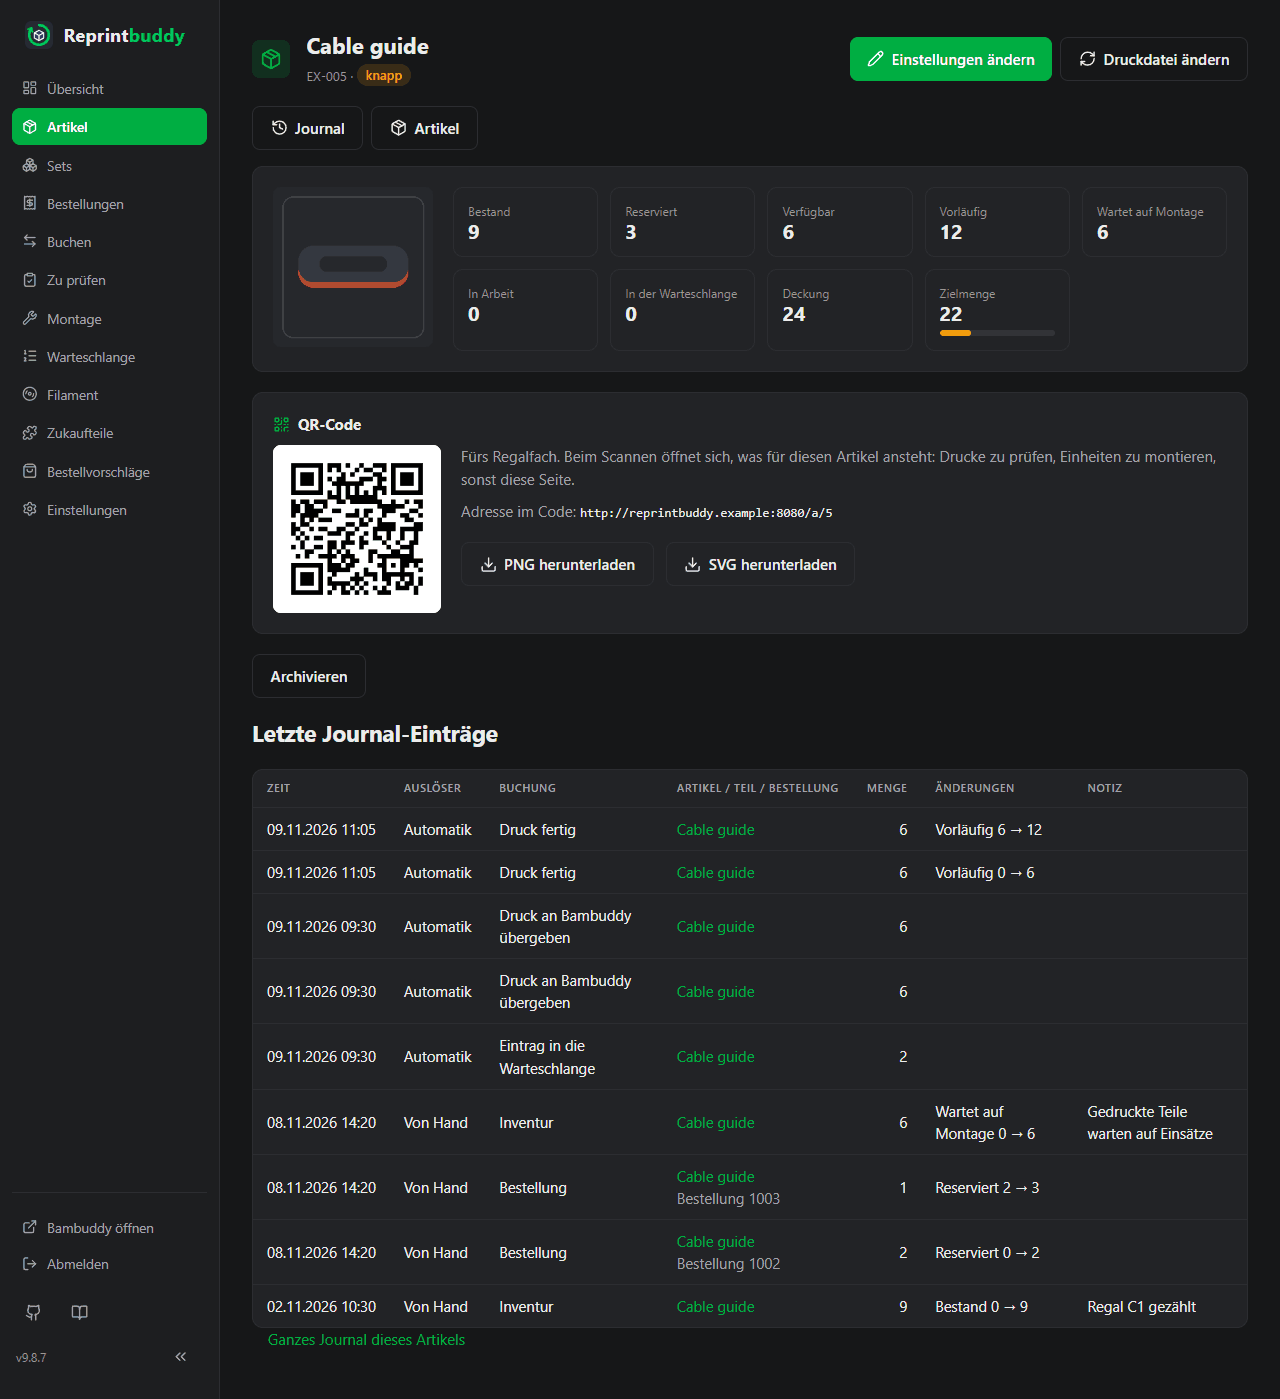 Reprintbuddy
Übersicht
Artikel
Sets
Bestellungen
Buchen
Zu prüfen
Montage
Warteschlange
Filament
Zukaufteile
Bestellvorschläge
Einstellungen
Bambuddy öffnen
Abmelden
v9.8.7
Cable guide
EX-005 · knapp
Einstellungen ändern
Druckdatei ändern
Journal
Artikel
Bestand
9
Reserviert
3
Verfügbar
6
Vorläufig
12
Wartet auf Montage
6
In Arbeit
0
In der Warteschlange
0
Deckung
24
Zielmenge
22
QR-Code
Fürs Regalfach. Beim Scannen öffnet sich, was für diesen Artikel ansteht: Drucke zu prüfen, Einheiten zu montieren,
sonst diese Seite.
Adresse im Code: http://reprintbuddy.example:8080/a/5
PNG herunterladen
SVG herunterladen
Archivieren
Letzte Journal-Einträge
ZEIT AUSLÖSER BUCHUNG ARTIKEL / TEIL / BESTELLUNG MENGE ÄNDERUNGEN NOTIZ
09.11.2026 11:05 Automatik Druck fertig Cable guide 6 Vorläufig 6 → 12
09.11.2026 11:05 Automatik Druck fertig Cable guide 6 Vorläufig 0 → 6
09.11.2026 09:30 Automatik Druck an Bambuddy
übergeben Cable guide 6
09.11.2026 09:30 Automatik Druck an Bambuddy
übergeben Cable guide 6
09.11.2026 09:30 Automatik Eintrag in die
Warteschlange Cable guide 2
08.11.2026 14:20 Von Hand Inventur Cable guide 6 Wartet auf
Montage 0 → 6 Gedruckte Teile
warten auf Einsätze
08.11.2026 14:20 Von Hand Bestellung Cable guide
Bestellung 1003 1 Reserviert 2 → 3
08.11.2026 14:20 Von Hand Bestellung Cable guide
Bestellung 1002 2 Reserviert 0 → 2
02.11.2026 10:30 Von Hand Inventur Cable guide 9 Bestand 0 → 9 Regal C1 gezählt
Ganzes Journal dieses Artikels